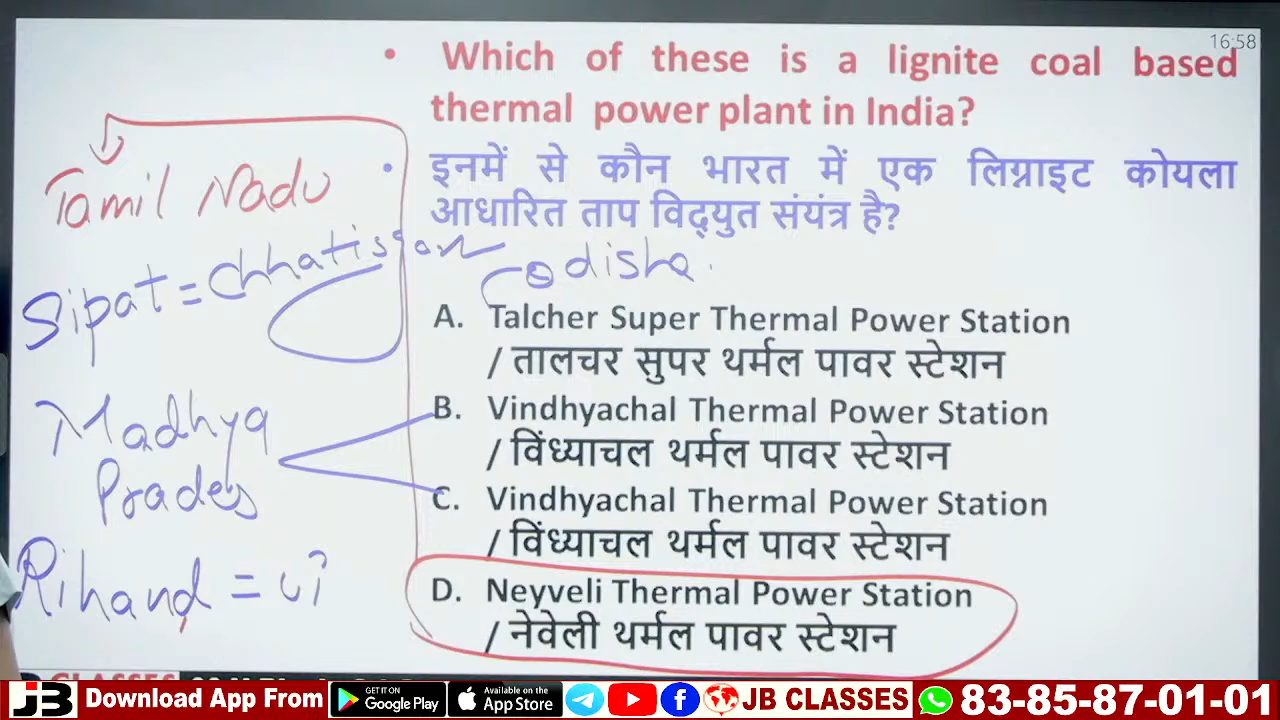 16:58
• Which of these is a lignite coal based
thermal power plant in India?
• इनमें से कौन भारत में एक लिग्नाइट कोयला
आधारित ताप विद्युत संयंत्र है?
Tamil Nadu
Sipat = Chhatisgarh
Odisha.
A. Talcher Super Thermal Power Station
/ तालचर सुपर थर्मल पावर स्टेशन
Madhya
Prades
B. Vindhyachal Thermal Power Station
/ विंध्याचल थर्मल पावर स्टेशन
C. Vindhyachal Thermal Power Station
/ विंध्याचल थर्मल पावर स्टेशन
Rihand =
D. Neyveli Thermal Power Station
/ नेवेली थर्मल पावर स्टेशन
JB Download App From GET IT ON Google Play Available on the App Store JB CLASSES 83-85-87-01-01